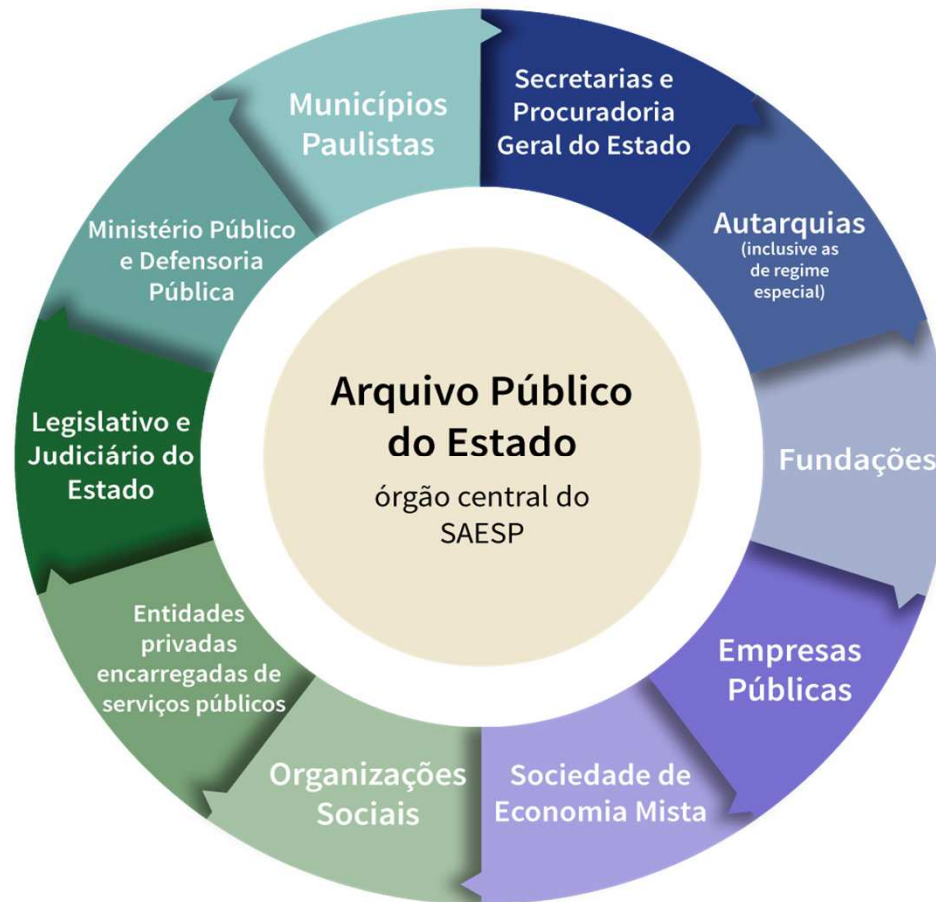 Municípios
Paulistas
Secretarias e
Procuradoria
Geral do Estado
Autarquias
(inclusive as
de regime
especial)
Fundações
Empresas
Públicas
Sociedade de
Economia Mista
Organizações
Sociais
Entidades
privadas
encarregadas de
serviços públicos
Legislativo e
Judiciário do
Estado
Ministério Público
e Defensoria
Pública
Arquivo Público
do Estado
órgão central do
SAESP